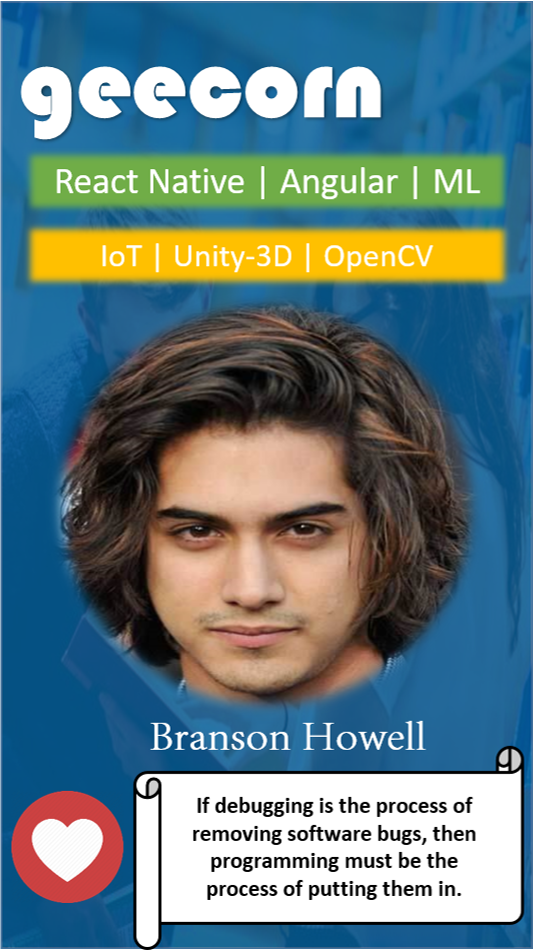 geecorn
React Native | Angular | ML
IoT | Unity-3D | OpenCV
Branson Howell
If debugging is the process of
removing software bugs, then
programming must be the
process of putting them in.